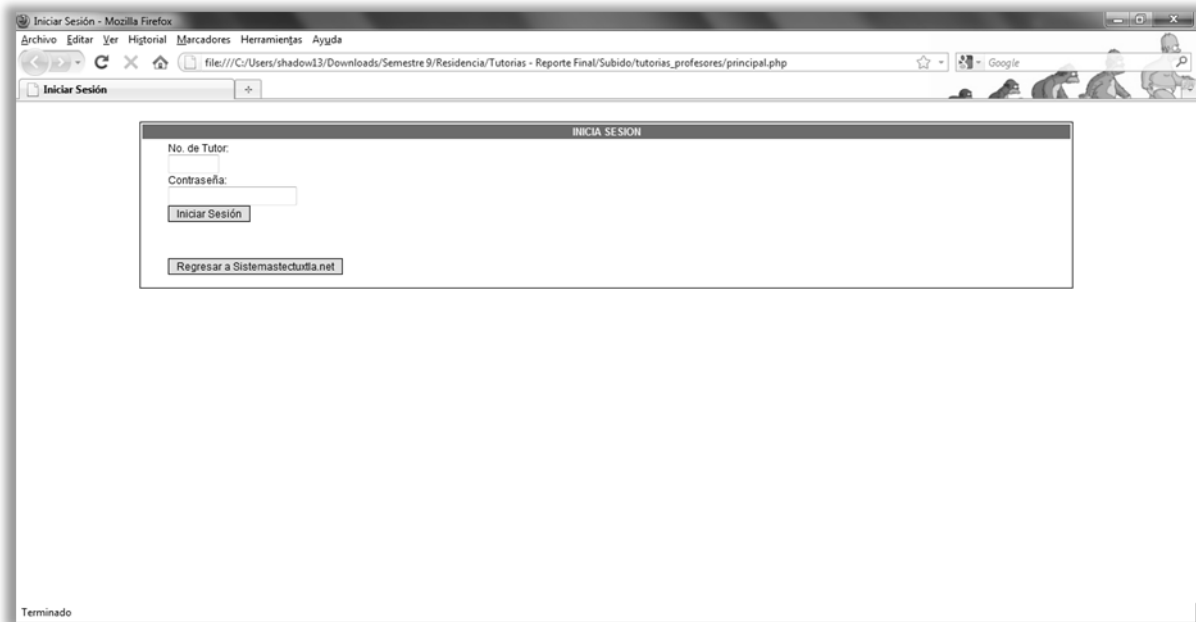 Iniciar Sesión - Mozilla Firefox
Archivo Editar Ver Historial Marcadores Herramientas Ayuda
file:///C:/Users/shadow13/Downloads/Semestre 9/Residencia/Tutorias - Reporte Final/Subido/tutorias_profesores/principal.php Google
Iniciar Sesión
INICIA SESION
No. de Tutor:
Contraseña:
Iniciar Sesión
Regresar a Sistemastectuxtla.net
Terminado